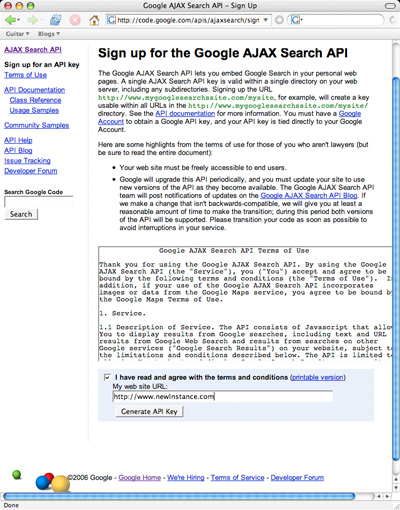 Google AJAX Search API - Sign Up
http://code.google.com/apis/ajaxsearch/sign
Guitar Blogs
AJAX Search API
Sign up for an API key
Terms of Use
API Documentation
Class Reference
Usage Samples
Community Samples
API Help
API Blog
Issue Tracking
Developer Forum
Search Google Code
Search
Sign up for the Google AJAX Search API
The Google AJAX Search API lets you embed Google Search in your personal web
pages. A single AJAX Search API key is valid within a single directory on your web
server, including any subdirectories. Signing up the URL
http://www.mygooglesearchsite.com/mysite, for example, will create a key
usable within all URLs in the http://www.mygooglesearchsite.com/mysite/
directory. See the API documentation for more information. You must have a Google
Account to obtain a Google API key, and your API key is tied directly to your Google
Account.
Here are some highlights from the terms of use for those of you who aren't lawyers (but
be sure to read the entire document):
• Your web site must be freely accessible to end users.
• Google will upgrade this API periodically, and you must update your site to use
new versions of the API as they become available. The Google AJAX Search API
team will post notifications of updates on the Google AJAX Search API Blog. If
we make a change that isn't backwards-compatible, we will give you at least a
reasonable amount of time to make the transition; during this period both versions
of the API will be supported. Please transition your code as soon as possible to
avoid interruptions in your service.
Google AJAX Search API Terms of Use
Thank you for using the Google AJAX Search API. By using the Google
AJAX Search API (the "Service"), you ("You") accept and agree to be
bound by the following terms and conditions (the "Terms of Use"). In
addition, if your use of the Google AJAX Search API incorporates
images or data from the Google Maps service, you agree to be bound by
the Google Maps Terms of Use.
1. Service.
1.1 Description of Service. The API consists of Javascript that allow
You to display results from Google searches, including text and URL
results from Google Web Search and results from searches on other
Google services ("Google Search Results") on your website, subject to
the limitations and conditions described below. The API is limited to
I have read and agree with the terms and conditions (printable version)
My web site URL:
http://www.newinstance.com
Generate API Key
©2006 Google - Google Home - We're Hiring - Terms of Service - Developer Forum
Done